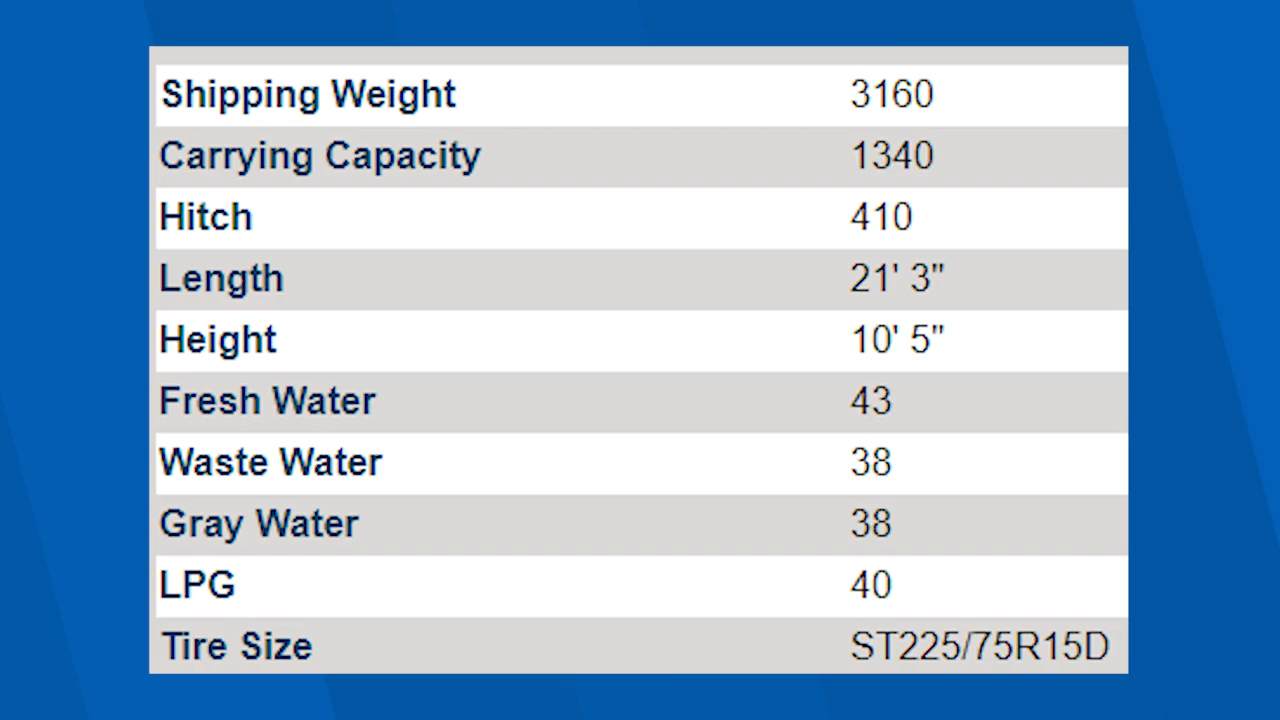 Shipping Weight 3160
Carrying Capacity 1340
Hitch 410
Length 21' 3"
Height 10' 5"
Fresh Water 43
Waste Water 38
Gray Water 38
LPG 40
Tire Size ST225/75R15D